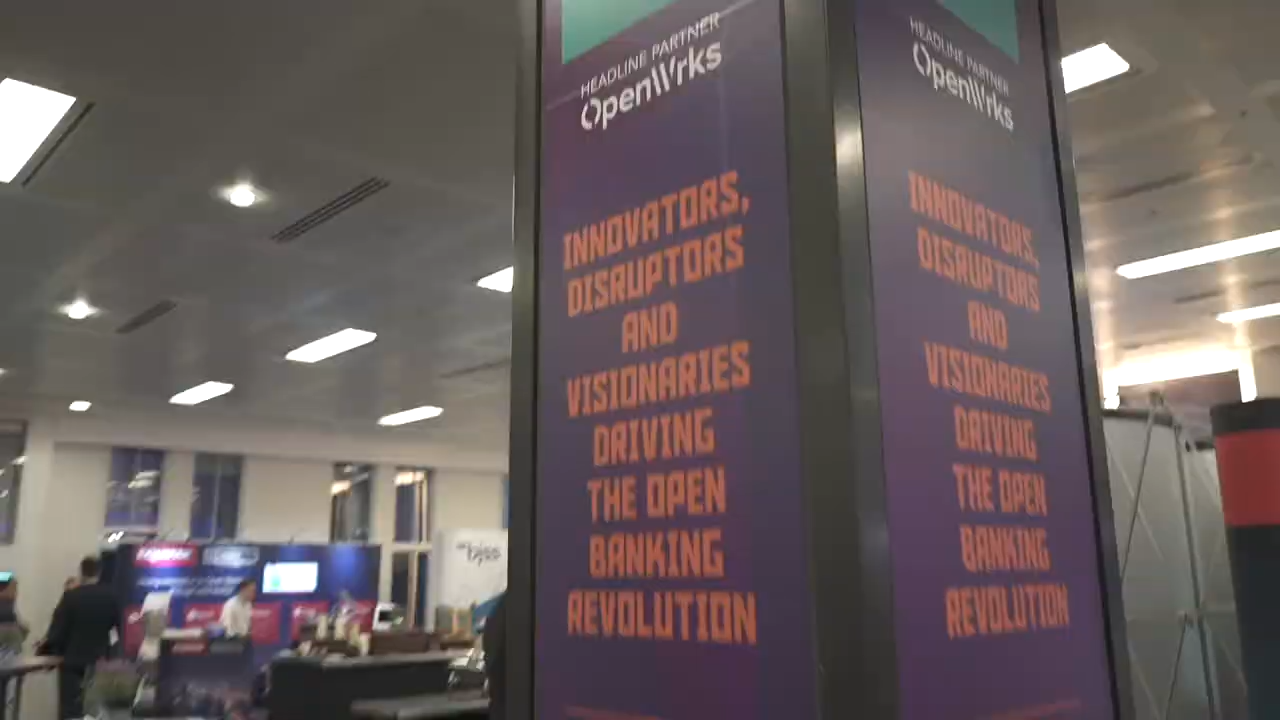 HEADLINE PARTNER
OpenWrks
INNOVATORS,
DISRUPTORS
AND
VISIONARIES
DRIVING
THE OPEN
BANKING
REVOLUTION
HEADLINE PARTNER
OpenWrks
INNOVATORS,
DISRUPTORS
AND
VISIONARIES
DRIVING
THE OPEN
BANKING
REVOLUTION
bjss